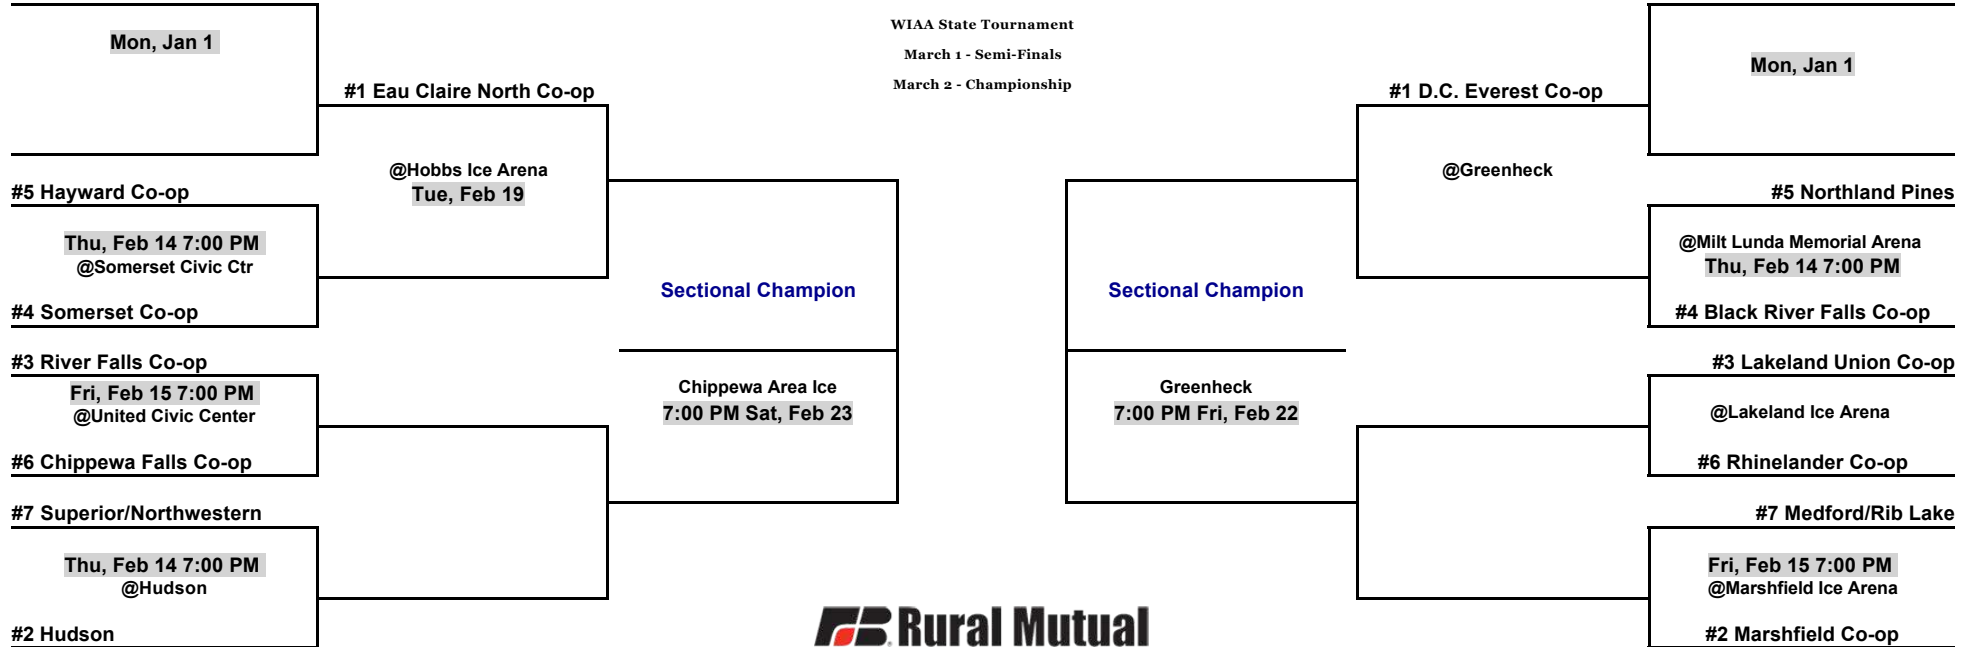 WIAA State Tournament
March 1 - Semi-Finals
March 2 - Championship
Mon, Jan 1
#1 Eau Claire North Co-op
@Hobbs Ice Arena
Tue, Feb 19
#5 Hayward Co-op
Thu, Feb 14 7:00 PM
@Somerset Civic Ctr
#4 Somerset Co-op
#3 River Falls Co-op
Fri, Feb 15 7:00 PM
@United Civic Center
#6 Chippewa Falls Co-op
#7 Superior/Northwestern
Thu, Feb 14 7:00 PM
@Hudson
#2 Hudson
Sectional Champion
Chippewa Area Ice
7:00 PM Sat, Feb 23
Sectional Champion
Greenheck
7:00 PM Fri, Feb 22
#1 D.C. Everest Co-op
@Greenheck
Mon, Jan 1
#5 Northland Pines
@Milt Lunda Memorial Arena
Thu, Feb 14 7:00 PM
#4 Black River Falls Co-op
#3 Lakeland Union Co-op
@Lakeland Ice Arena
#6 Rhinelander Co-op
#7 Medford/Rib Lake
Fri, Feb 15 7:00 PM
@Marshfield Ice Arena
#2 Marshfield Co-op
Rural Mutual